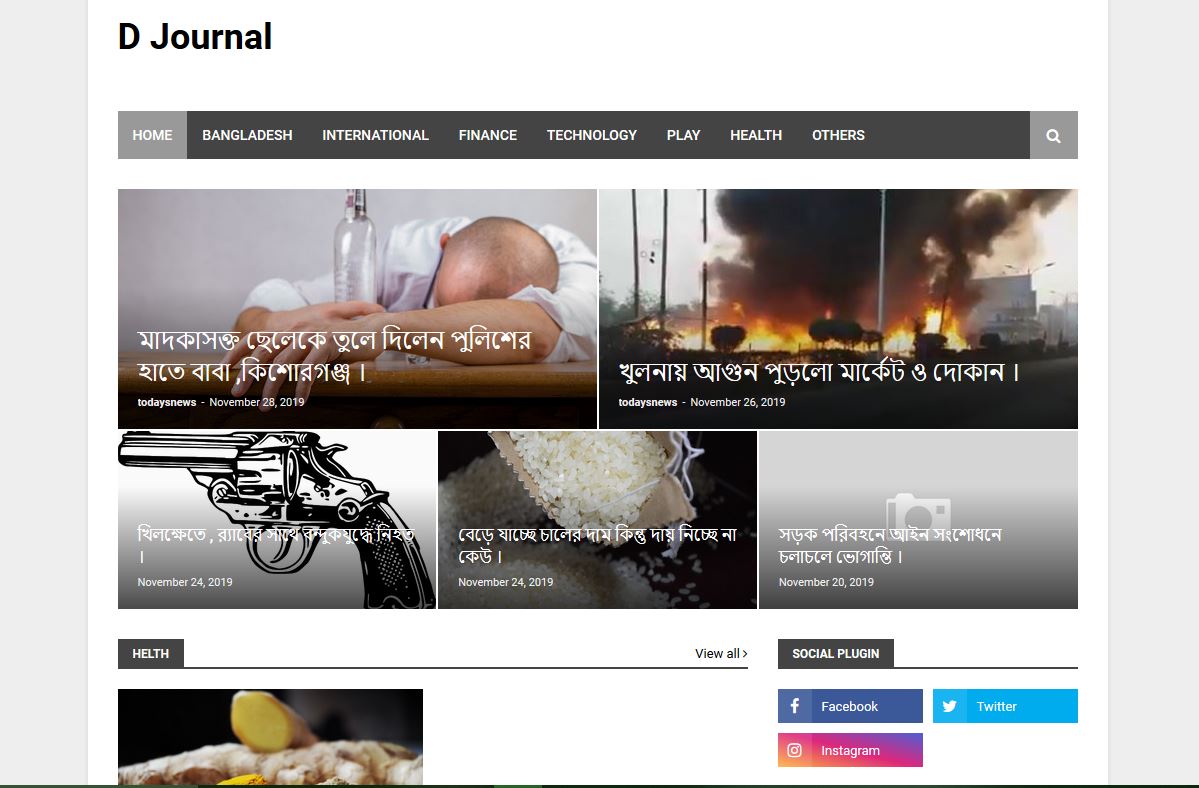 D Journal
HOME BANGLADESH INTERNATIONAL FINANCE TECHNOLOGY PLAY HEALTH OTHERS
মাদকাসক্ত ছেলেকে তুলে দিলেন পুলিশের
হাতে বাবা ,কিশোরগঞ্জ ।
todaysnews - November 28, 2019
খুলনায় আগুন পুড়লো মার্কেট ও দোকান ।
todaysnews - November 26, 2019
খিলক্ষেতে , র‍্যাবের সাথে বন্দুকযুদ্ধে নিহত
।
November 24, 2019
বেড়ে যাচ্ছে চালের দাম কিন্তু দায় নিচ্ছে না
কেউ ।
November 24, 2019
সড়ক পরিবহনে আইন সংশোধনে
চলাচলে ভোগান্তি ।
November 20, 2019
HELTH
View all
SOCIAL PLUGIN
Facebook
Twitter
Instagram